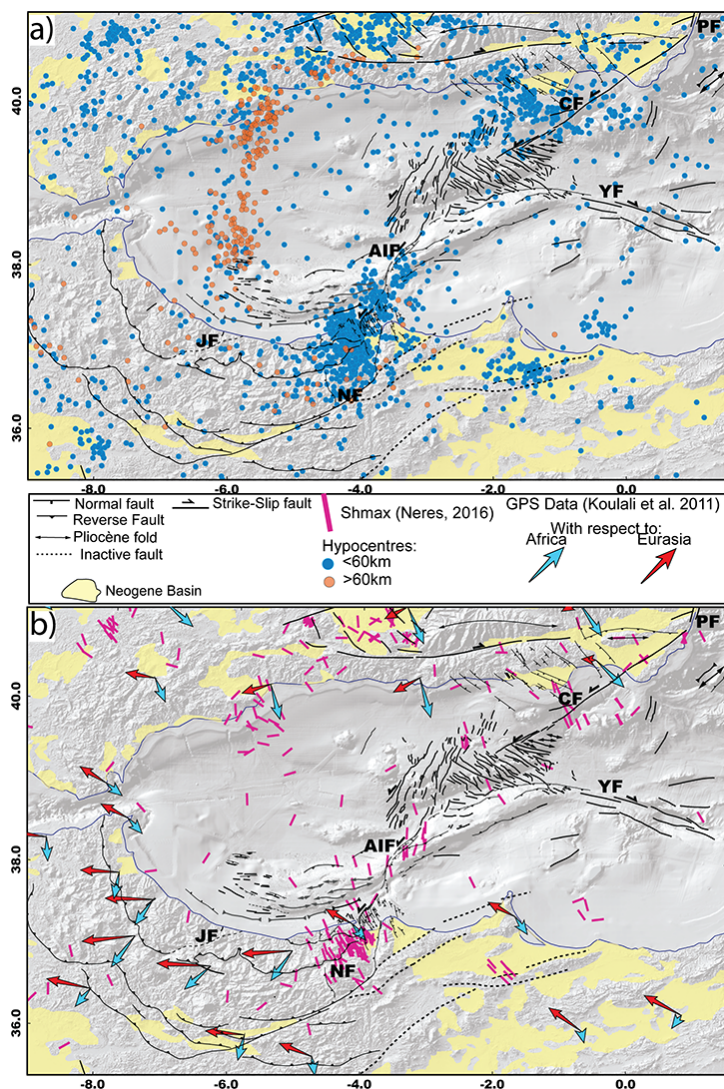 a)
PF
40.0
CF
YF
AIF
38.0
JF
NF
36.0
-8.0 -6.0 -4.0 -2.0 0.0
Normal fault
Strike-Slip fault
Reverse Fault
Pliocène fold
Inactive fault
Neogene Basin
Shmax (Neres, 2016)
Hypocentres:
<60km
>60km
GPS Data (Koulali et al. 2011)
With respect to:
Africa Eurasia
b)
PF
40.0
CF
YF
AIF
38.0
JF
NF
36.0
-8.0 -6.0 -4.0 -2.0 0.0